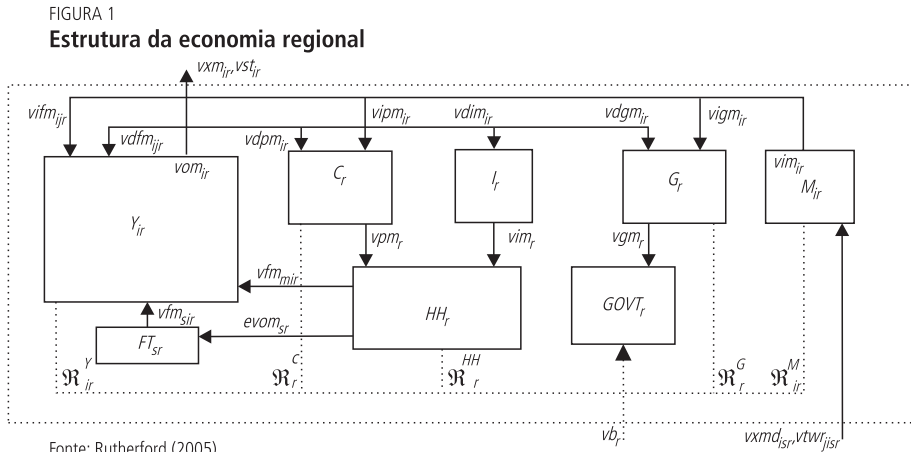 FIGURA 1
Estrutura da economia regional
vxm_ir,vst_ir
vifm_ijr vipm_ir vdim_ir vdgm_ir vigm_ir
vdfm_ijr vdpm_ir
vom_ir C_r I_r G_r vim_ir
M_ir
Y_ir
vpm_r vim_r vgm_r
vfm_mir
HH_r GOVT_r
vfm_sir evom_sr
FT_sr
ℜ^Y_ir ℜ^C_r ℜ^HH_r ℜ^G_r ℜ^M_ir
vb_r vxmd_isr,vtwr_jisr
Fonte: Rutherford (2005)